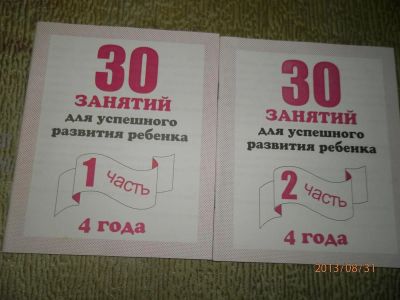 30
ЗАНЯТИЙ
для успешного
развития ребенка
1 часть
4 года
30
ЗАНЯТИЙ
для успешного
развития ребенка
2 часть
4 года
2013/08/31